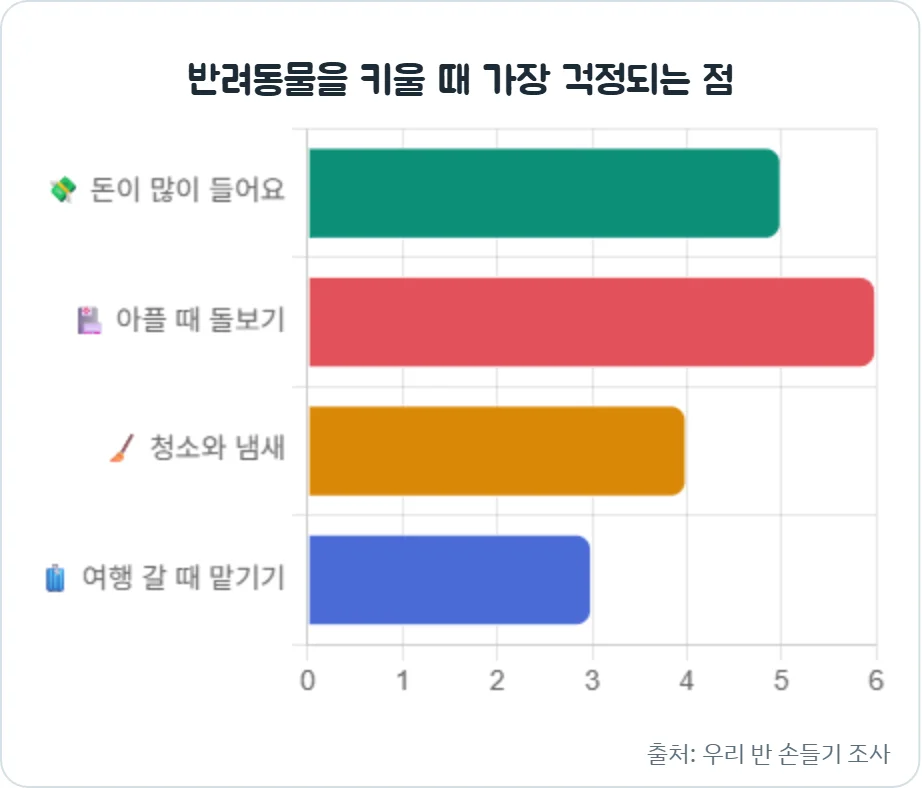 반려동물을 키울 때 가장 걱정되는 점
💸 돈이 많이 들어요
아플 때 돌보기
🧹 청소와 냄새
🧳 여행 갈 때 맡기기
0 1 2 3 4 5 6
출처: 우리 반 손들기 조사